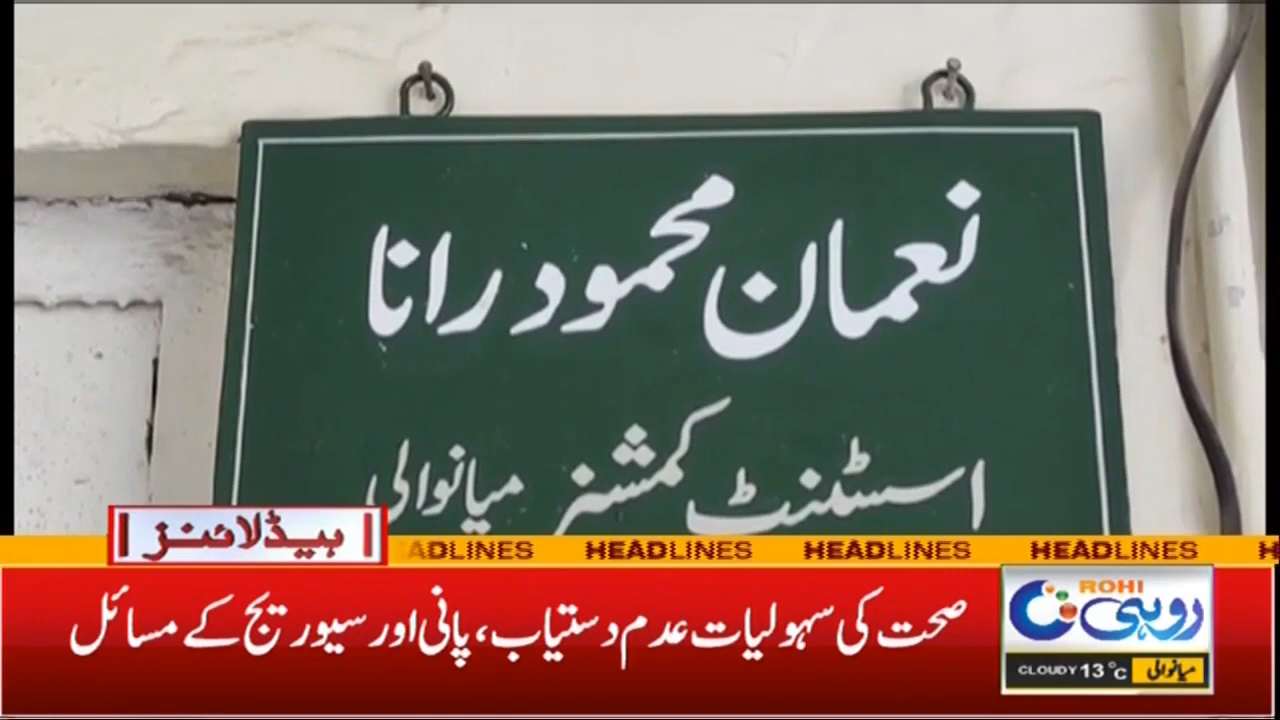 نعمان محمود رانا
اسسٹنٹ کمشنر میانوالی
ہیڈلائنز
ADLINES HEADLINES HEADLINES HEADLINES H
صحت کی سہولیات عدم دستیاب، پانی اور سیوریج کے مسائل
ROHI
روہی
CLOUDY 13°C میانوالی